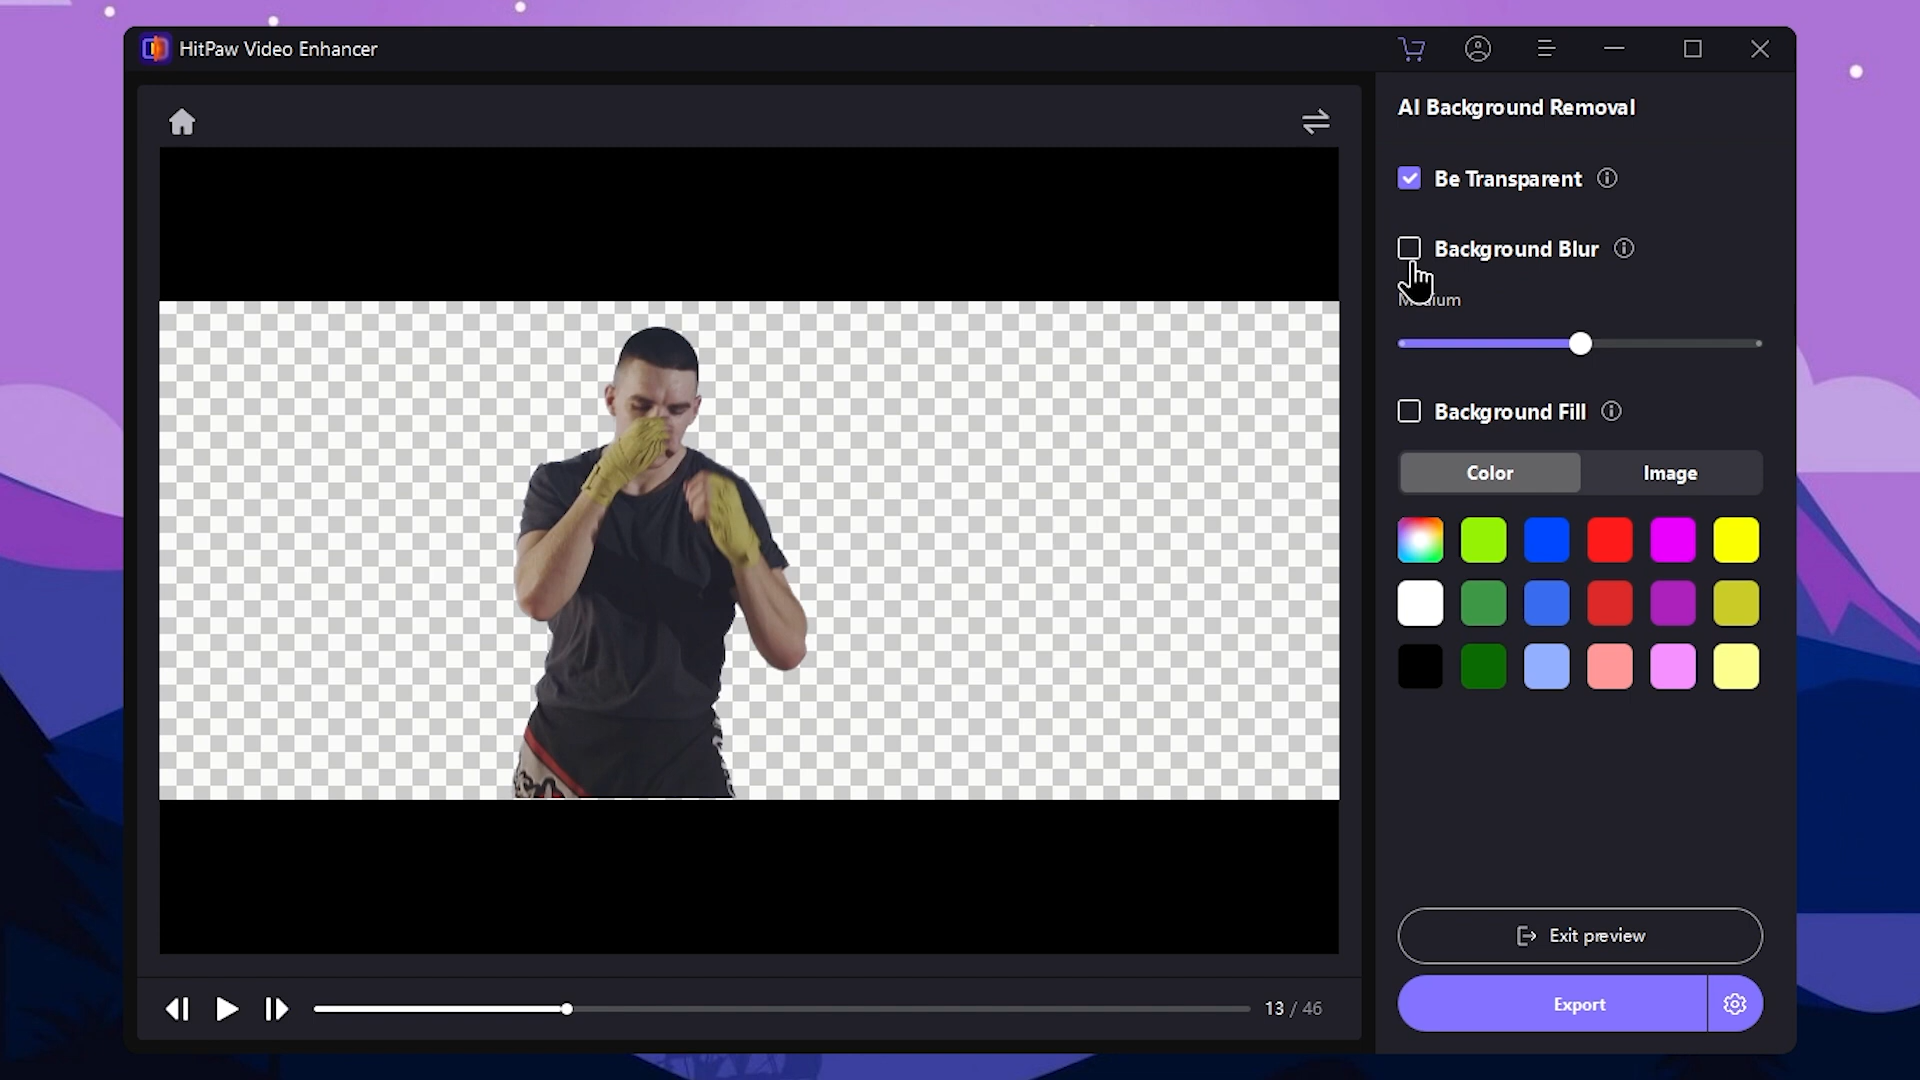 HitPaw Video Enhancer
AI Background Removal
Be Transparent
Background Blur
Medium
Background Fill
Color
Image
Exit preview
Export
13 / 46